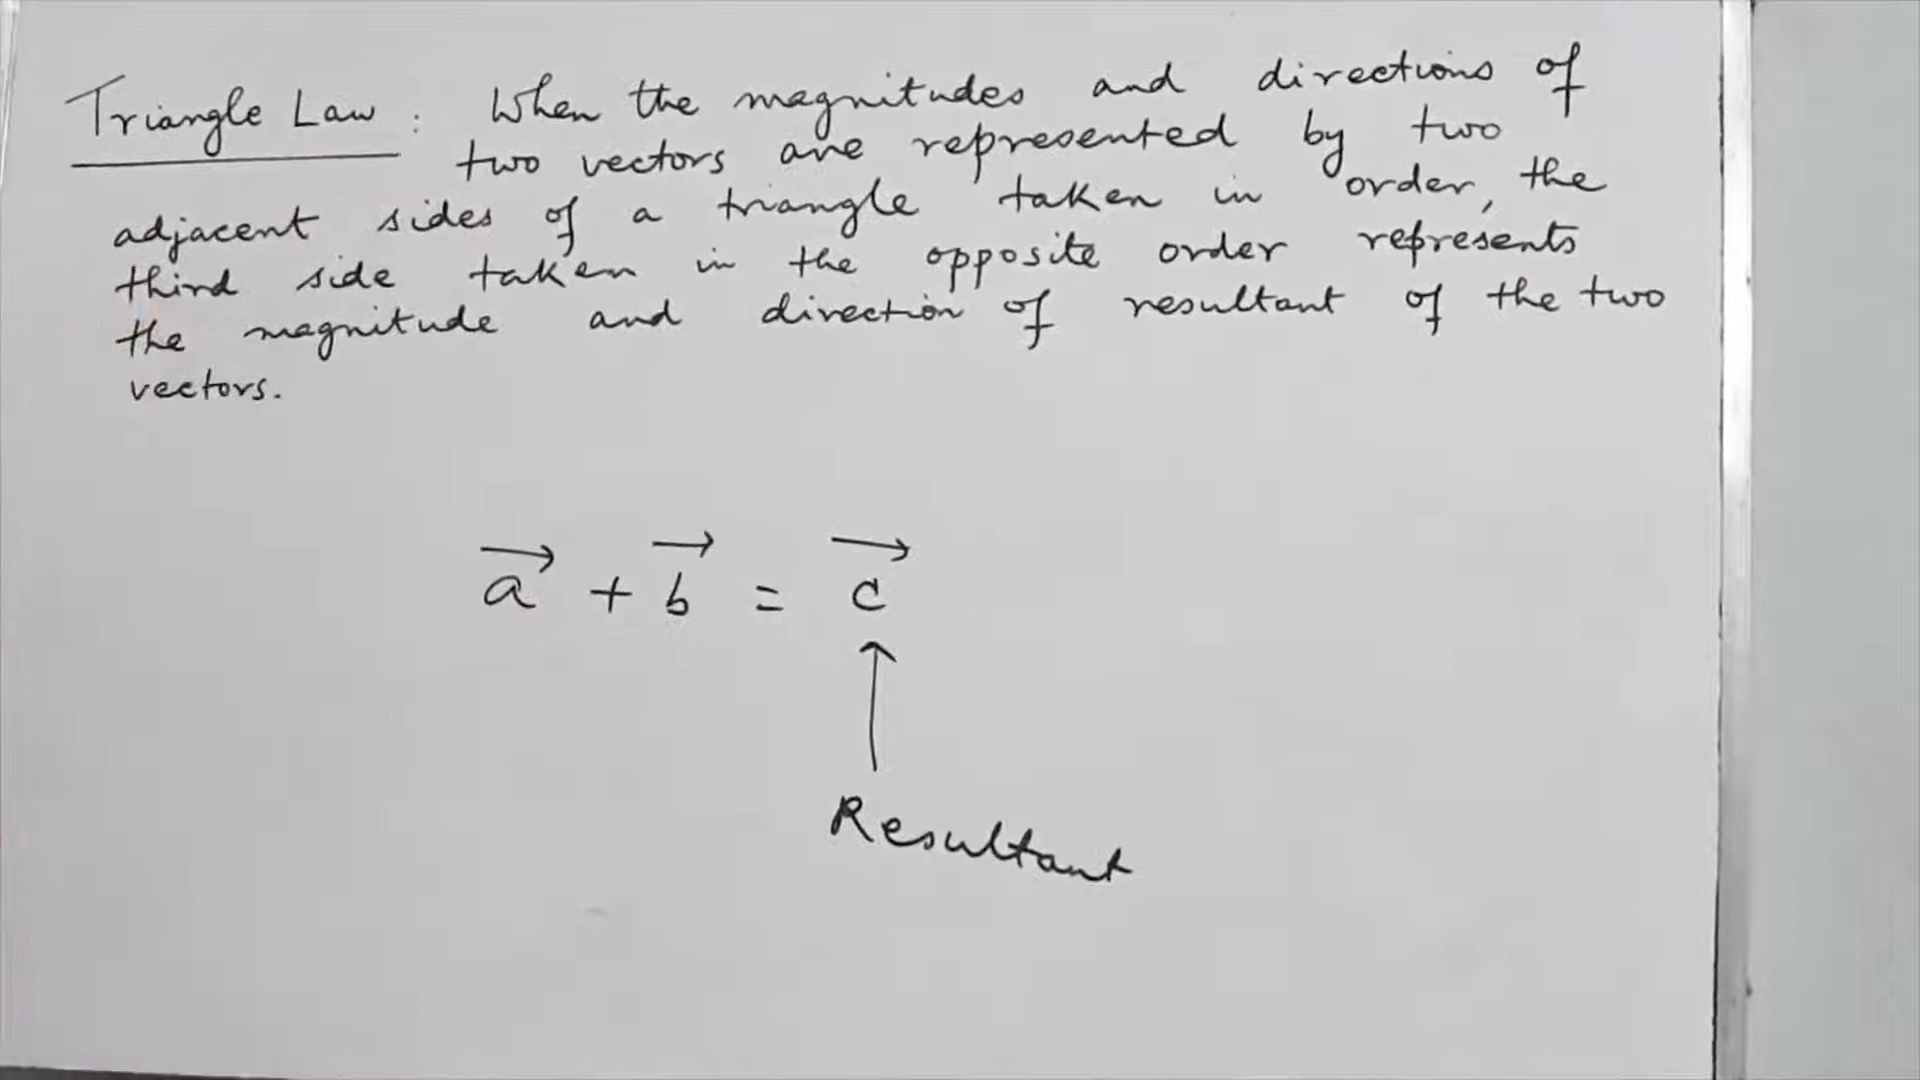 Triangle Law : When the magnitudes and directions of
two vectors are represented by two
adjacent sides of a triangle taken in order, the
third side taken in the opposite order represents
the magnitude and direction of resultant of the two
vectors.
a⃗ + b⃗ = c⃗
↑
Resultant